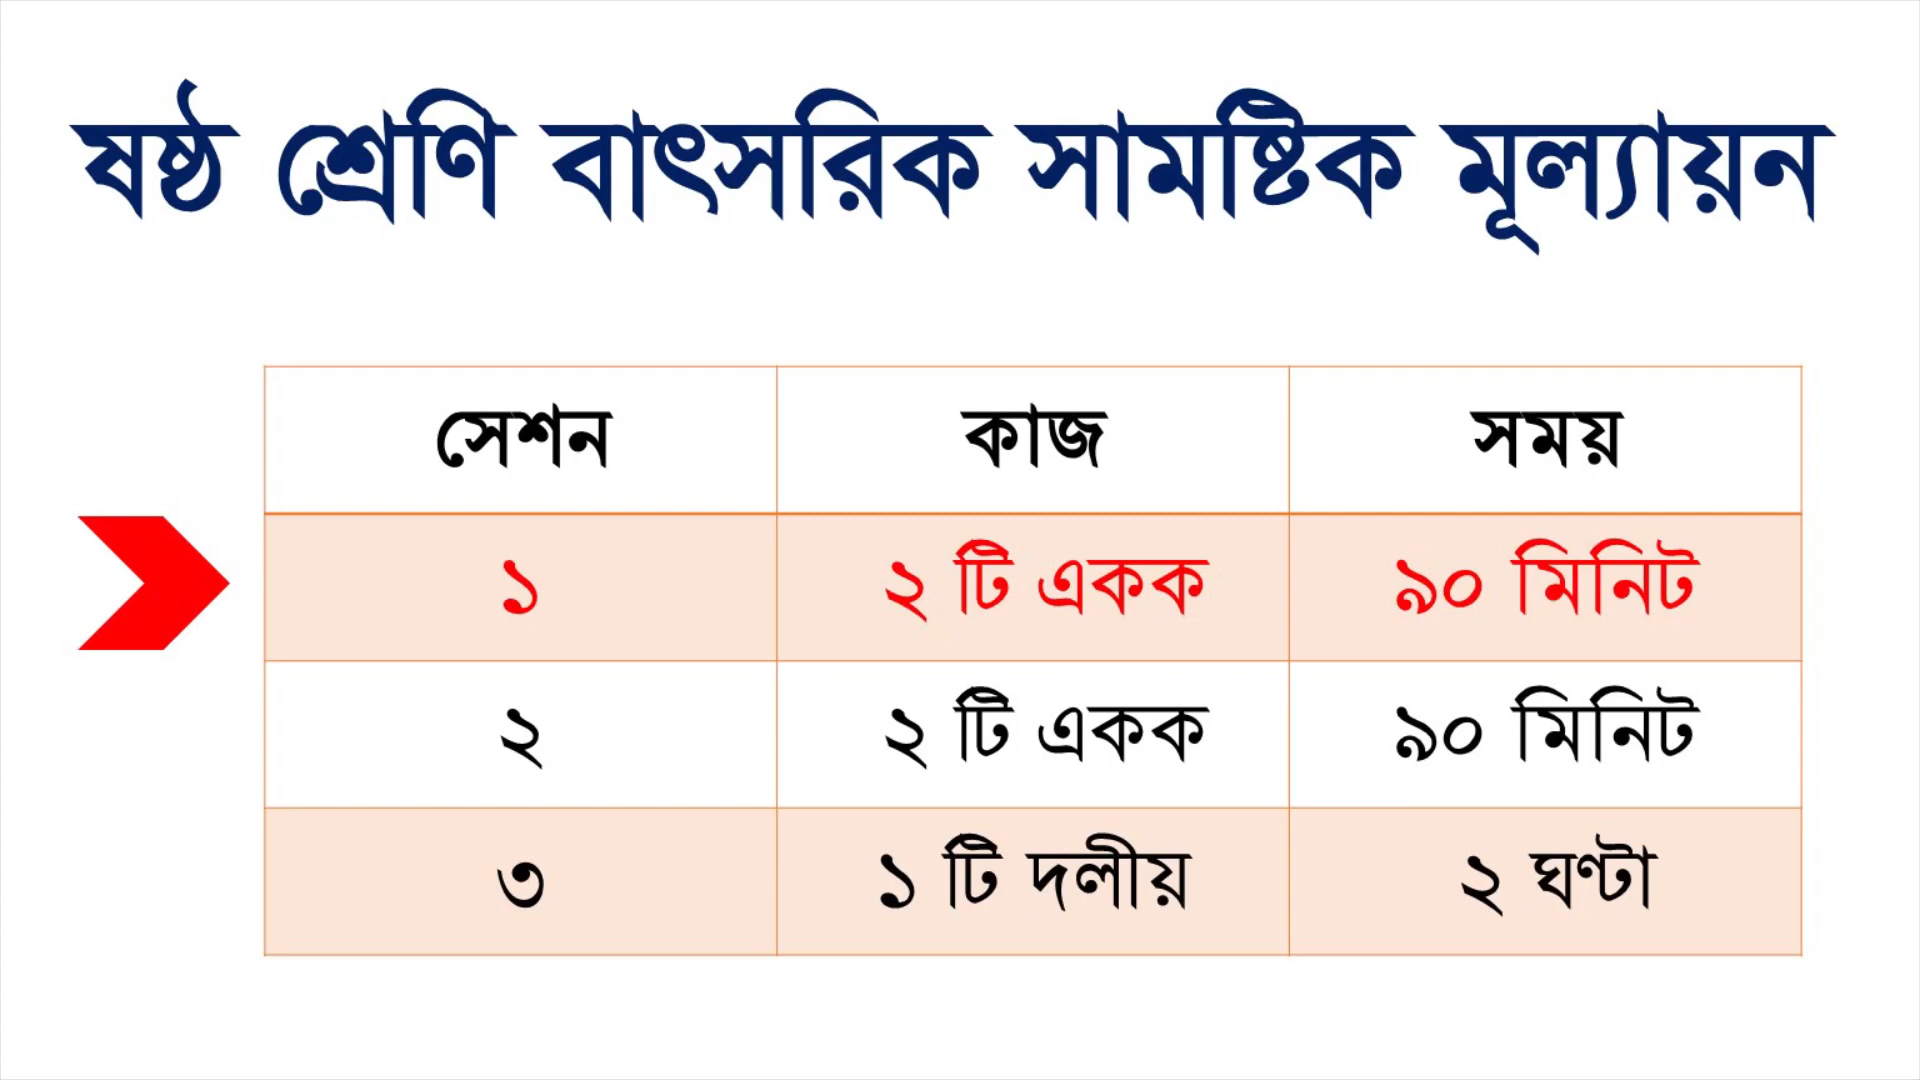 ষষ্ঠ শ্রেণি বাৎসরিক সামষ্টিক মূল্যায়ন
সেশন কাজ সময়
১ ২ টি একক ৯০ মিনিট
২ ২ টি একক ৯০ মিনিট
৩ ১ টি দলীয় ২ ঘণ্টা